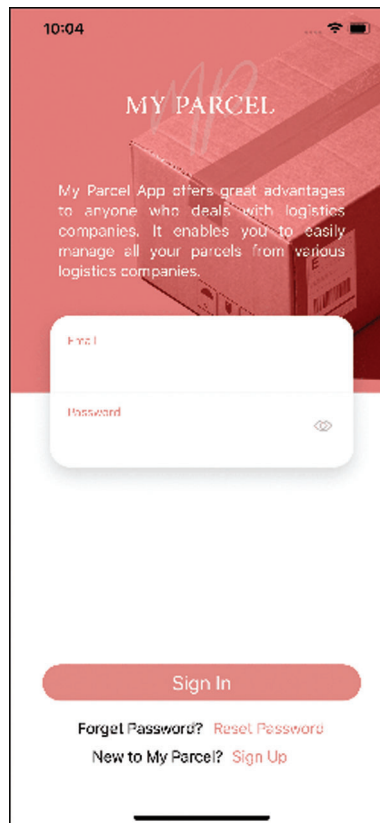 10:04
MY PARCEL
My Parcel App offers great advantages
to anyone who deals with logistics
companies. It enables you to easily
manage all your parcels from various
logistics companies.
Email
Password
Sign In
Forget Password? Reset Password
New to My Parcel? Sign Up